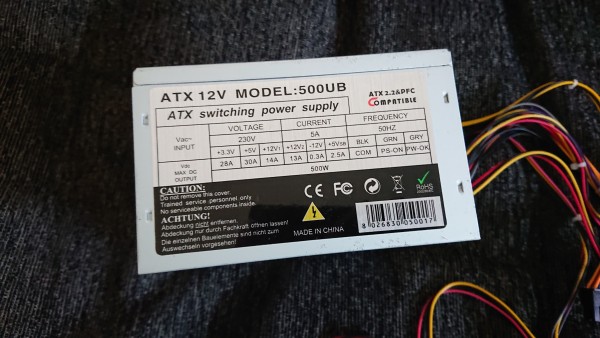 ATX 12V MODEL:500UB
ATX switching power supply
ATX 2.2&PFC
COMPATIBLE
Vac~ INPUT
VOLTAGE CURRENT FREQUENCY
230V 5A 50HZ
Vdc MAX DC OUTPUT
+3.3V +5V +12V1 +12V2 -12V +5VSB BLK GRN GRY
28A 30A 14A 13A 0.3A 2.5A COM PS-ON PW-OK
500W
CAUTION:
Do not remove this cover.
Trained service personnel only
No serviceable components inside.
ACHTUNG!
Abdeckung nicht entfernen.
Abdeckung nur durch Fachkraft öffnen lassen!
Die einzelnen Bauelemente sind nicht zum
Auswechseln vorgesehen!
CE FC
RoHS
MADE IN CHINA
8 026830 050017